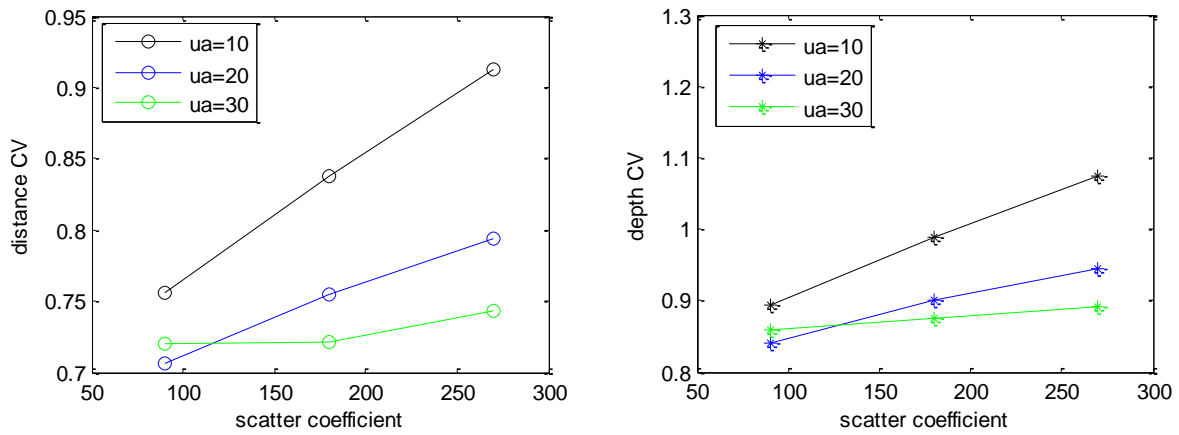 0.95
0.9
0.85
0.8
0.75
0.7
distance CV
ua=10
ua=20
ua=30
50 100 150 200 250 300
scatter coefficient
1.3
1.2
1.1
1
0.9
0.8
depth CV
ua=10
ua=20
ua=30
50 100 150 200 250 300
scatter coefficient